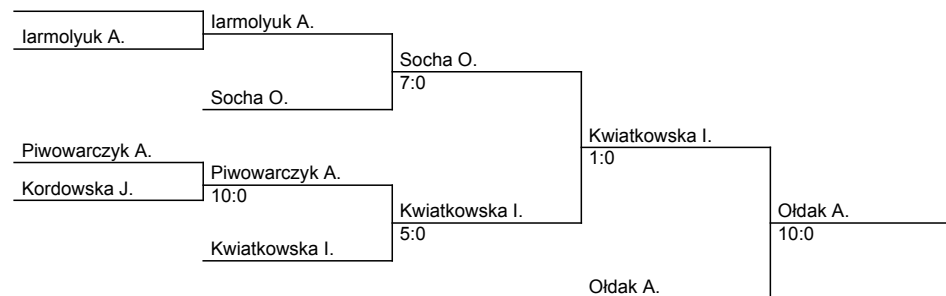 Iarmolyuk A.
Iarmolyuk A.
Socha O.
7:0
Socha O.
Kwiatkowska I.
1:0
Piwowarczyk A.
Piwowarczyk A.
10:0
Kordowska J.
Kwiatkowska I.
5:0
Kwiatkowska I.
Ołdak A.
10:0
Ołdak A.